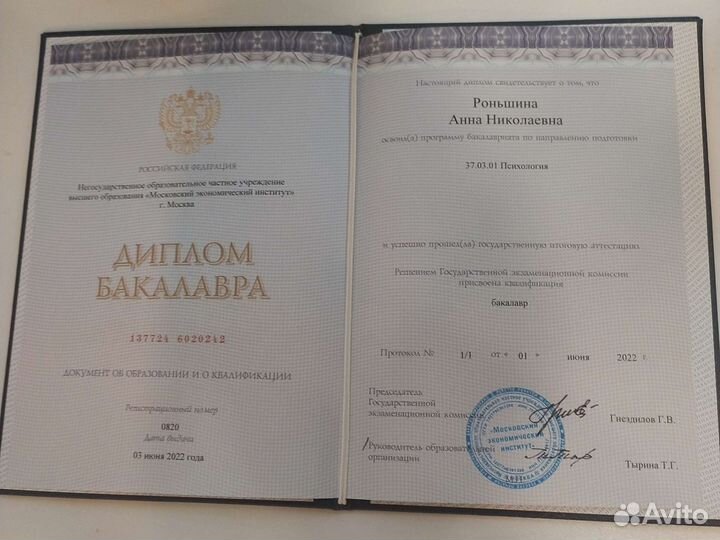 РОССИЙСКАЯ ФЕДЕРАЦИЯ
Негосударственное образовательное частное учреждение
высшего образования «Московский экономический институт»
г. Москва
ДИПЛОМ
БАКАЛАВРА
137724 6020242
ДОКУМЕНТ ОБ ОБРАЗОВАНИИ И О КВАЛИФИКАЦИИ
Регистрационный номер
0820
Дата выдачи
03 июня 2022 года
Настоящий диплом свидетельствует о том, что
Роньшина
Анна Николаевна
освоил(а) программу бакалавриата по направлению подготовки
37.03.01 Психология
и успешно прошел(ла) государственную итоговую аттестацию
Решением Государственной экзаменационной комиссии
присвоена квалификация
бакалавр
Протокол № 1/1 от « 01 » июня 2022 г.
Председатель
Государственной
экзаменационной комиссии
Гнездилов Г.В.
Руководитель образовательной
организации
Тырина Т.Г.
«Московский
экономический
институт»
Avito